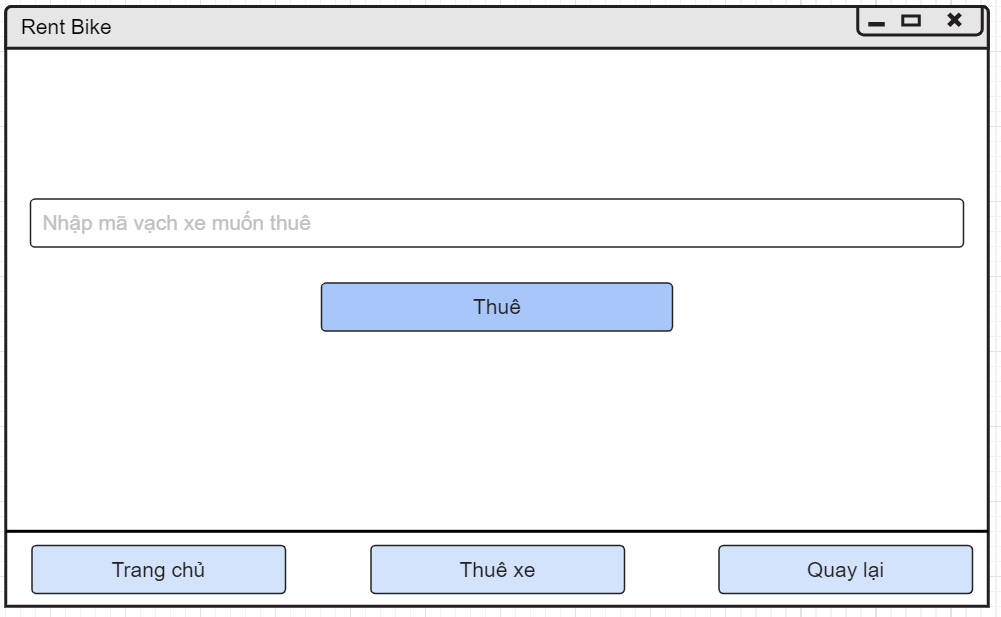 Rent Bike
Nhập mã vạch xe muốn thuê
Thuê
Trang chủ
Thuê xe
Quay lại